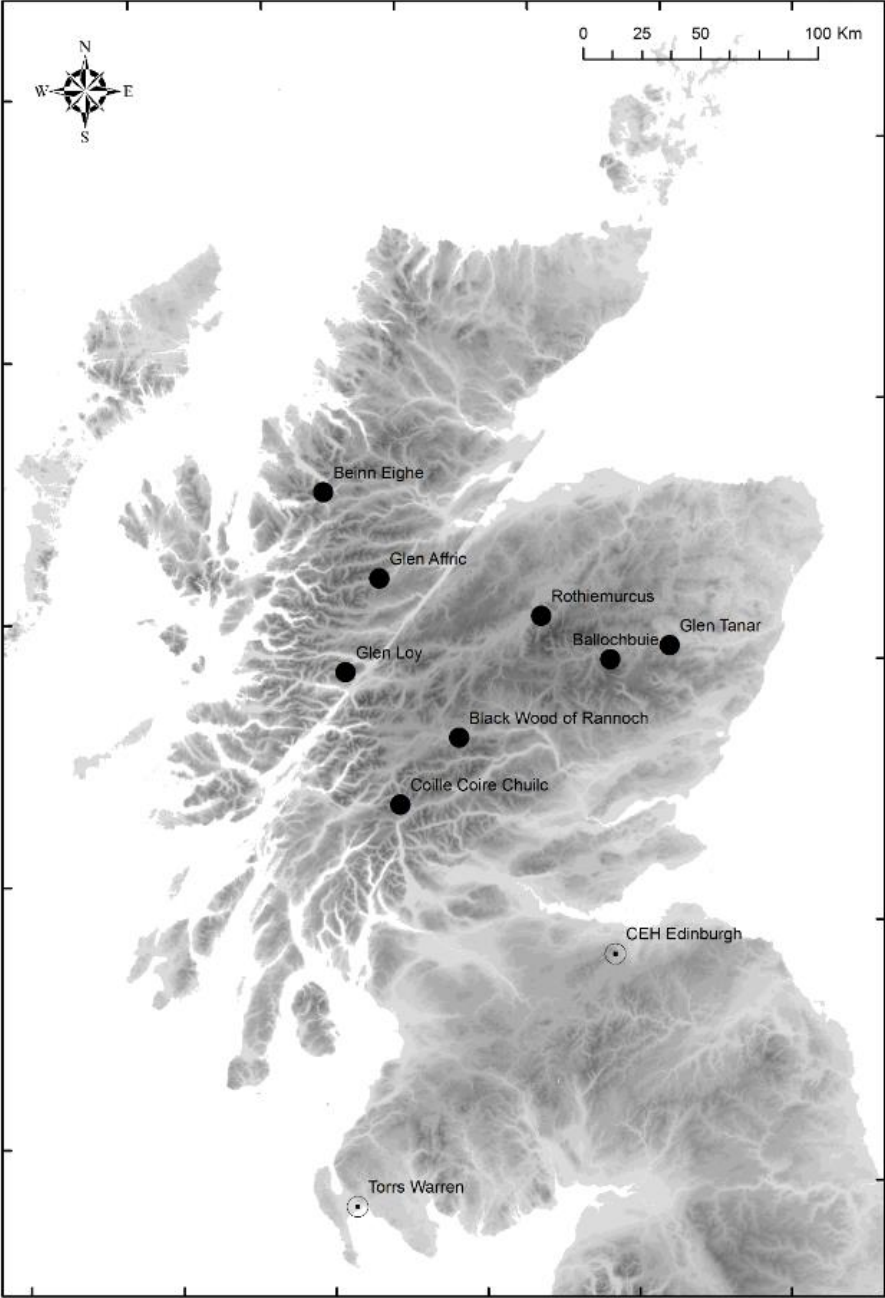 0 25 50 100 Km
N
W E
S
Beinn Eighe
Glen Affric
Rothiemurcus
Glen Tanar
Ballochbuie
Glen Loy
Black Wood of Rannoch
Coille Coire Chuilc
CEH Edinburgh
Torrs Warren